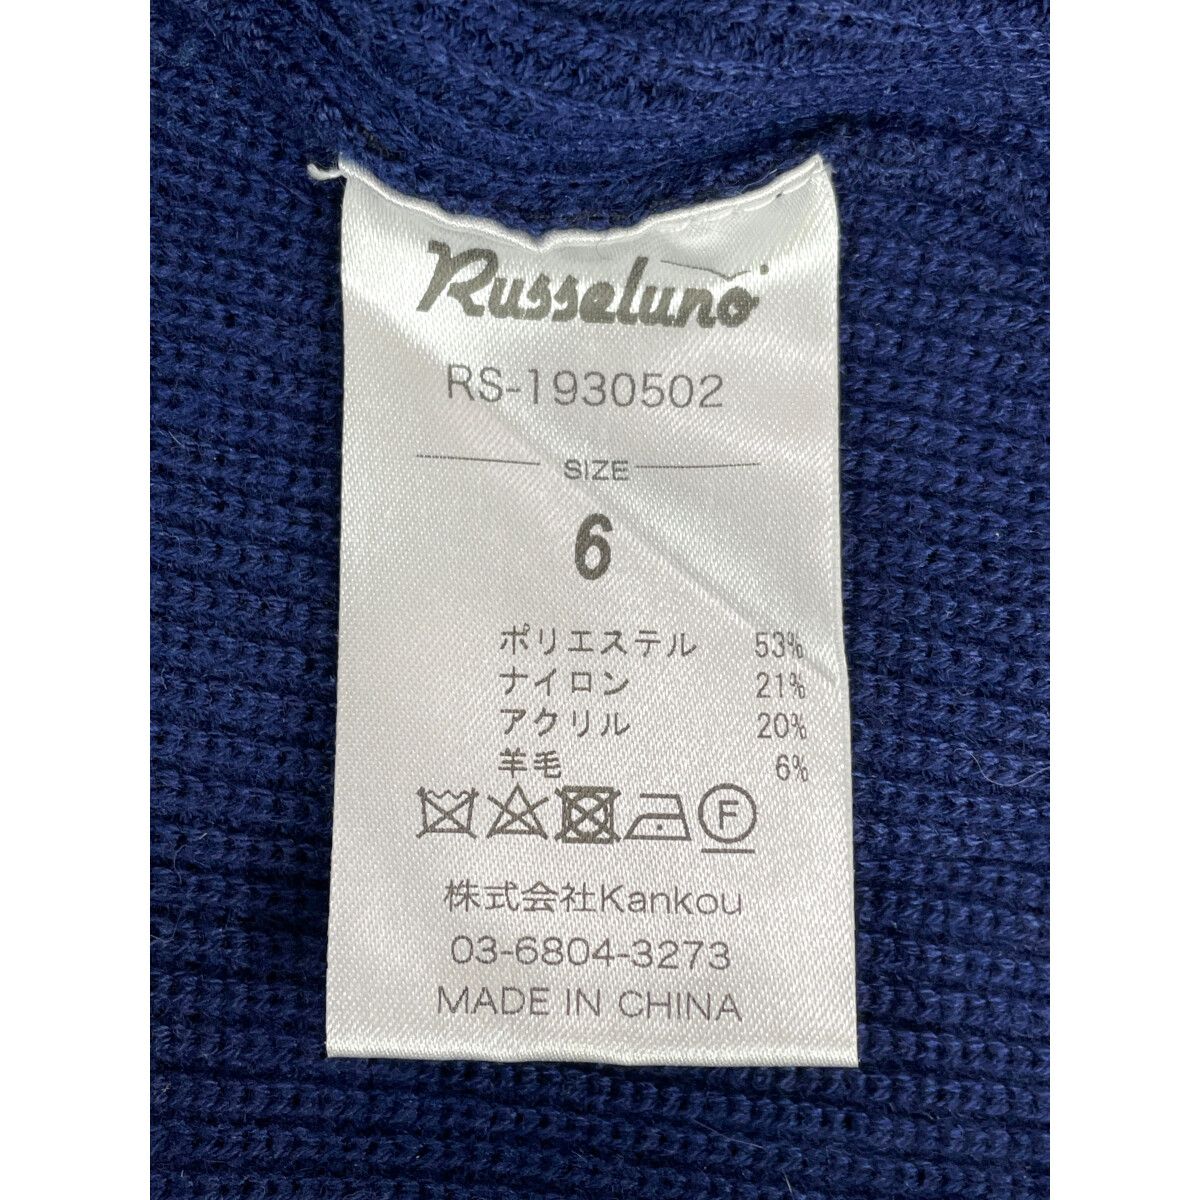 Russeluno
RS-1930502
SIZE
6
ポリエステル 53%
ナイロン 21%
アクリル 20%
羊毛 6%
F
株式会社Kankou
03-6804-3273
MADE IN CHINA